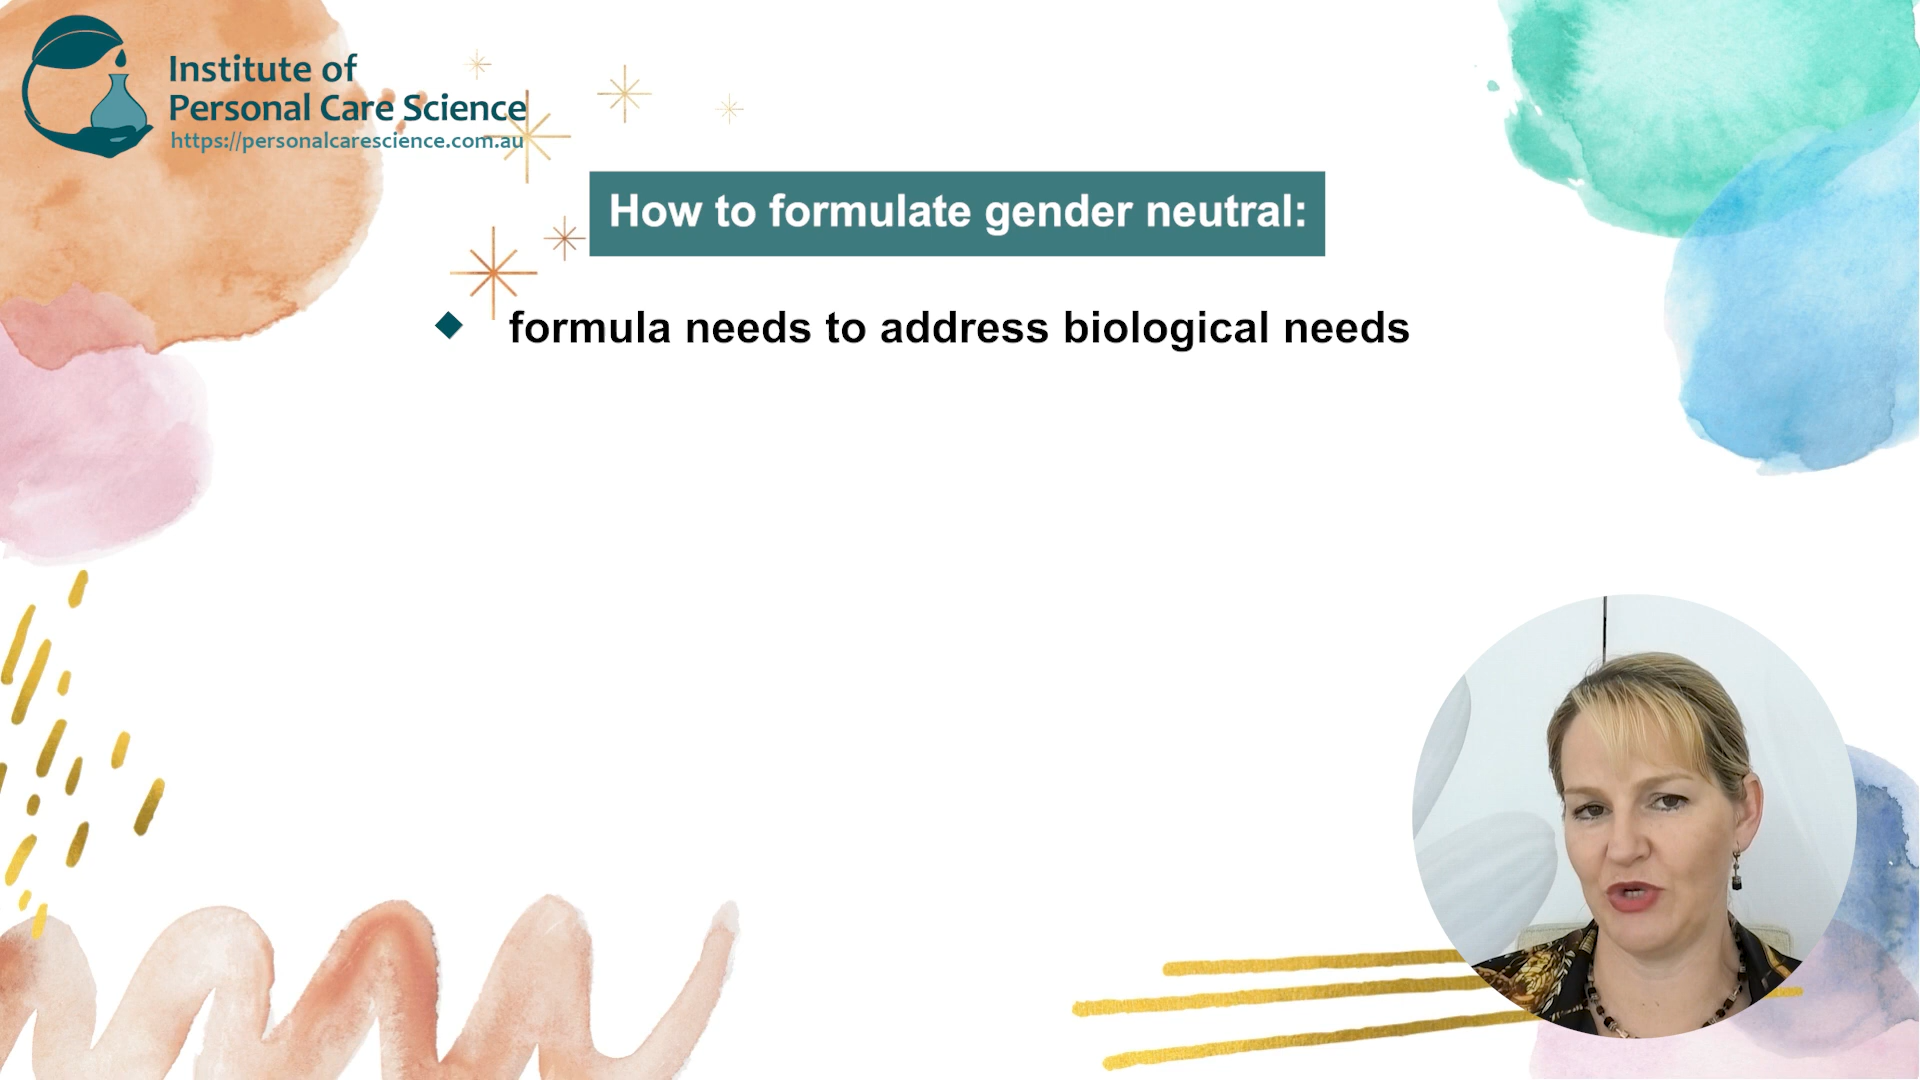 Institute of
Personal Care Science
https://personalcarescience.com.au
How to formulate gender neutral:
formula needs to address biological needs